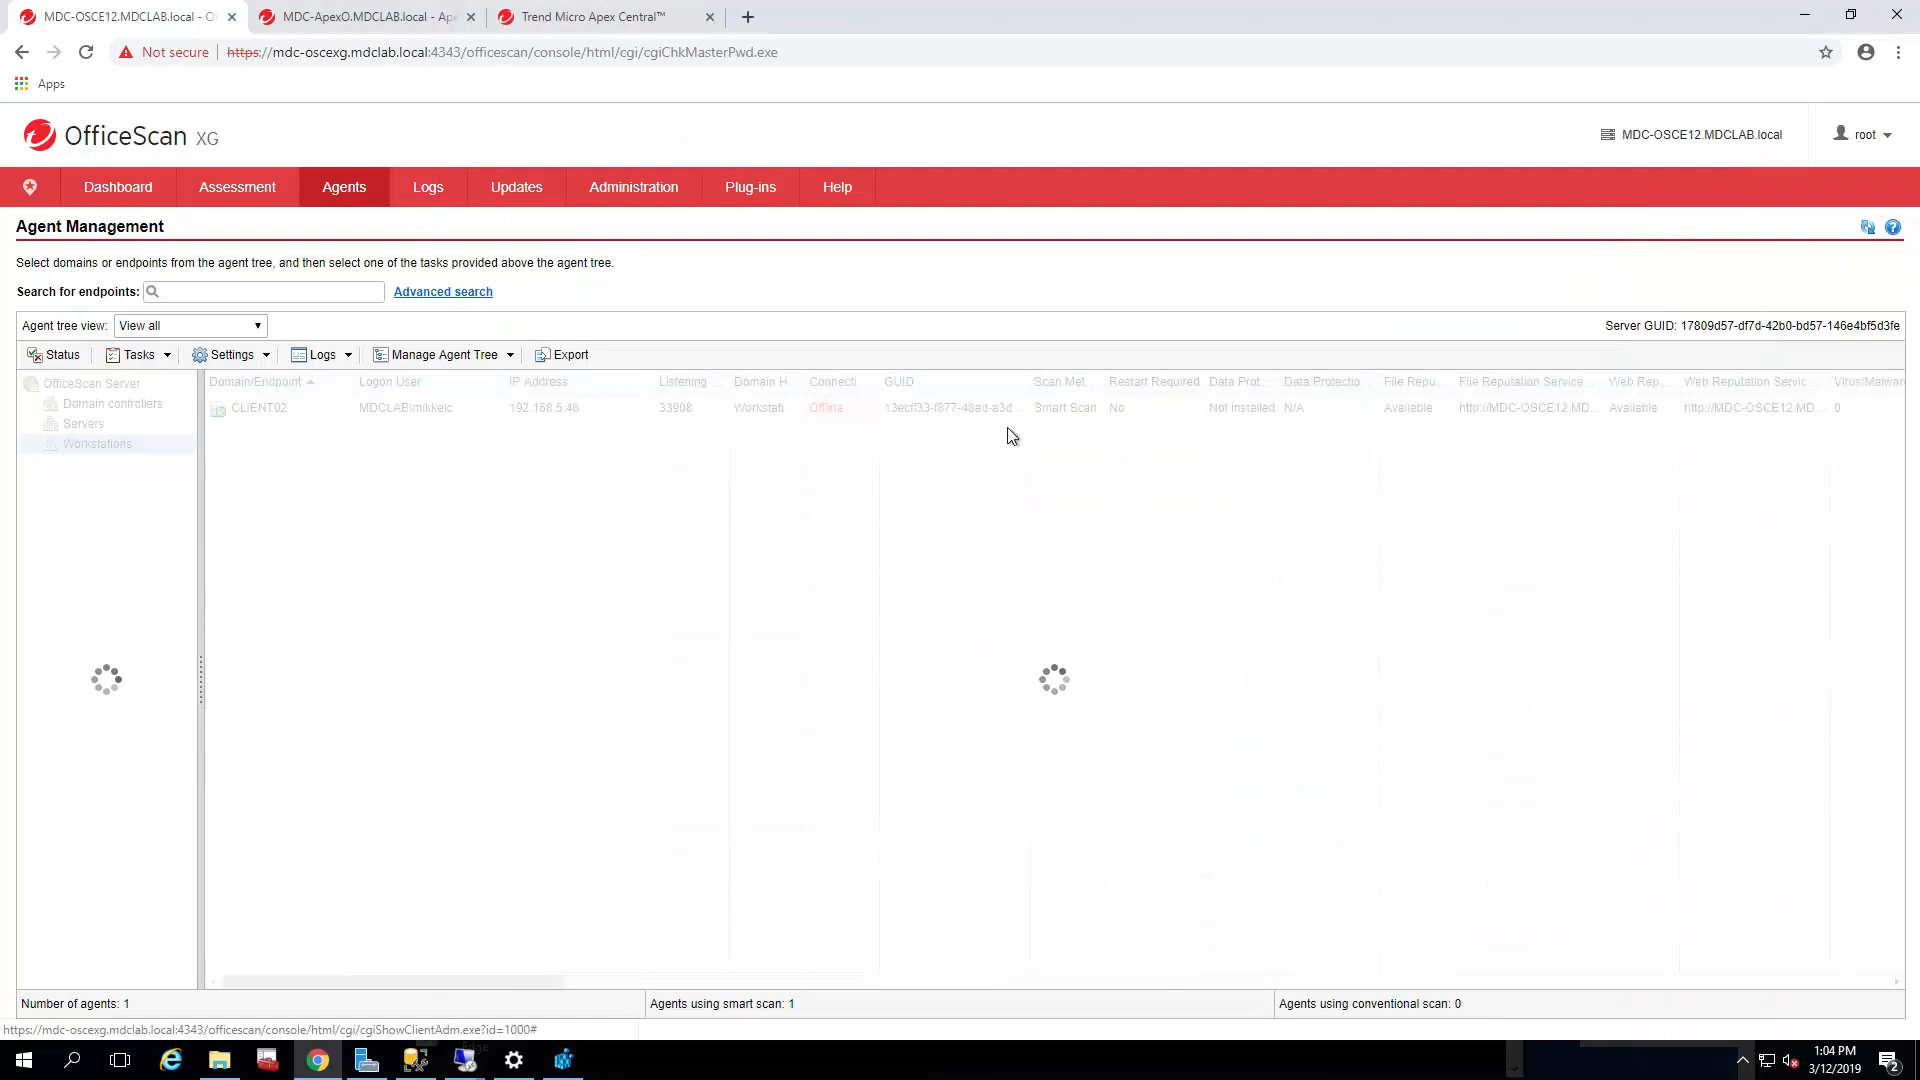 MDC-OSCE12.MDCLAB.local - O
MDC-ApexO.MDCLAB.local - Ape
Trend Micro Apex Central™
Not secure
https://mdc-oscexg.mdclab.local:4343/officescan/console/html/cgi/cgiChkMasterPwd.exe
Apps
OfficeScan XG
MDC-OSCE12.MDCLAB.local
root
Dashboard
Assessment
Agents
Logs
Updates
Administration
Plug-ins
Help
Agent Management
Select domains or endpoints from the agent tree, and then select one of the tasks provided above the agent tree.
Search for endpoints:
Advanced search
Agent tree view: View all
Server GUID: 17809d57-df7d-42b0-bd57-146e4bf5d3fe
Status
Tasks
Settings
Logs
Manage Agent Tree
Export
OfficeScan Server
Domain controllers
Servers
Workstations
Domain/Endpoint Logon User IP Address Listening ... Domain H Connecti GUID Scan Met... Restart Required Data Prot... Data Protectio File Repu... File Reputation Service Web Rep... Web Reputation Servic... Virus/Malware
CLIENT02 MDCLAB\mikkelc 192.168.5.46 33908 Workstati Offline 13ecff33-f877-48ad-a3d... Smart Scan No Not installed N/A Available http://MDC-OSCE12.MD... Available http://MDC-OSCE12.MD... 0
Number of agents: 1
Agents using smart scan: 1
Agents using conventional scan: 0
https://mdc-oscexg.mdclab.local:4343/officescan/console/html/cgi/cgiShowClientAdm.exe?id=1000#
Edge
1:04 PM
3/12/2019
2